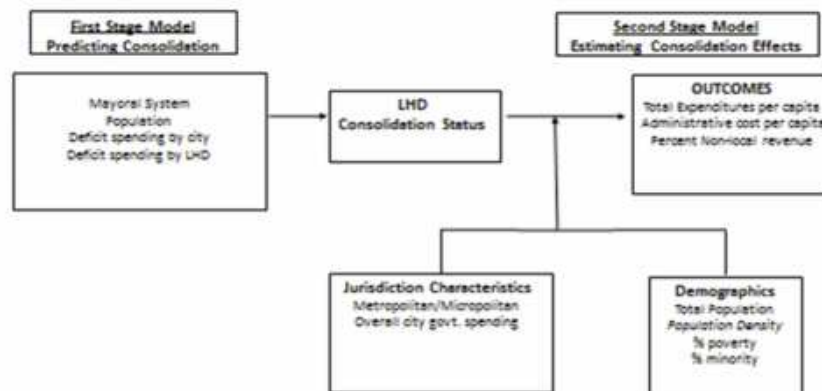 First Stage Model
Predicting Consolidation
Second Stage Model
Estimating Consolidation Effects
Mayoral System
Population
Deficit spending by city
Deficit spending by LHD
LHD
Consolidation Status
OUTCOMES
Total Expenditures per capita
Administrative cost per capita
Percent Non-local revenue
Jurisdiction Characteristics
Metropolitan/Micropolitan
Overall city govt. spending
Demographics
Total Population
Population Density
% poverty
% minority